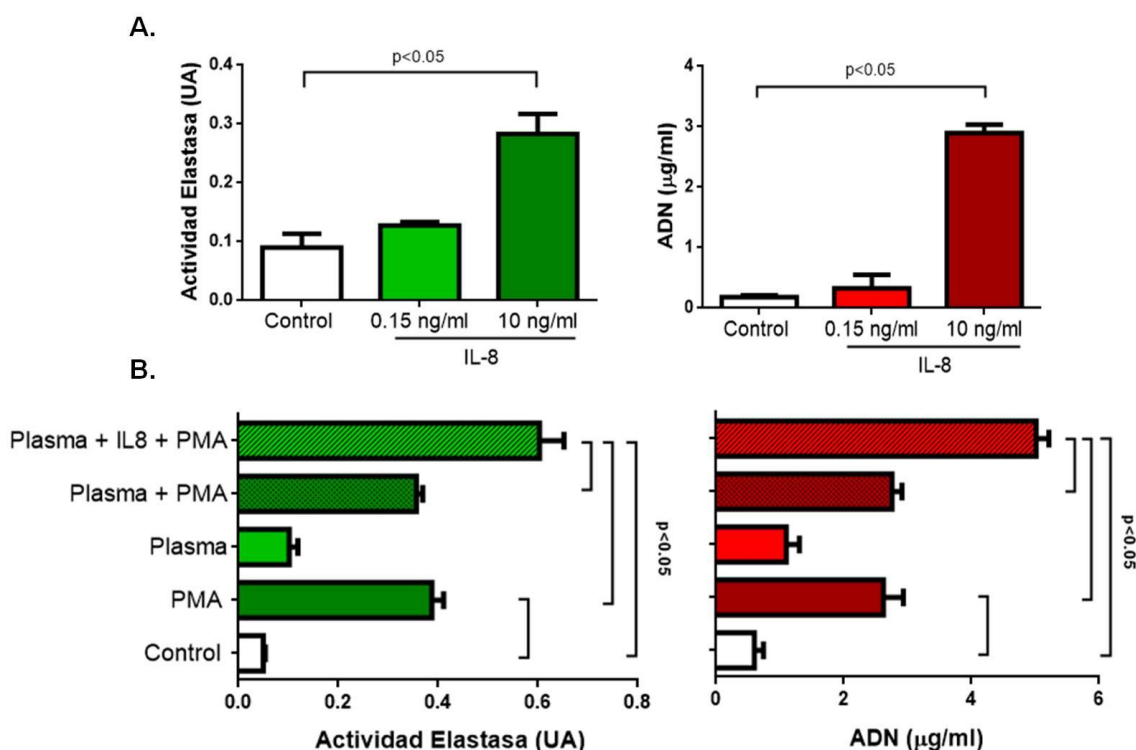 A.
p<0.05
Actividad Elastasa (UA)
0.4
0.3
0.2
0.1
0.0
Control
0.15 ng/ml
10 ng/ml
IL-8
p<0.05
ADN (µg/ml)
4
3
2
1
0
Control
0.15 ng/ml
10 ng/ml
IL-8
B.
Plasma + IL8 + PMA
Plasma + PMA
Plasma
PMA
Control
p<0.05
0.0
0.2
0.4
0.6
0.8
Actividad Elastasa (UA)
p<0.05
0
2
4
6
ADN (µg/ml)